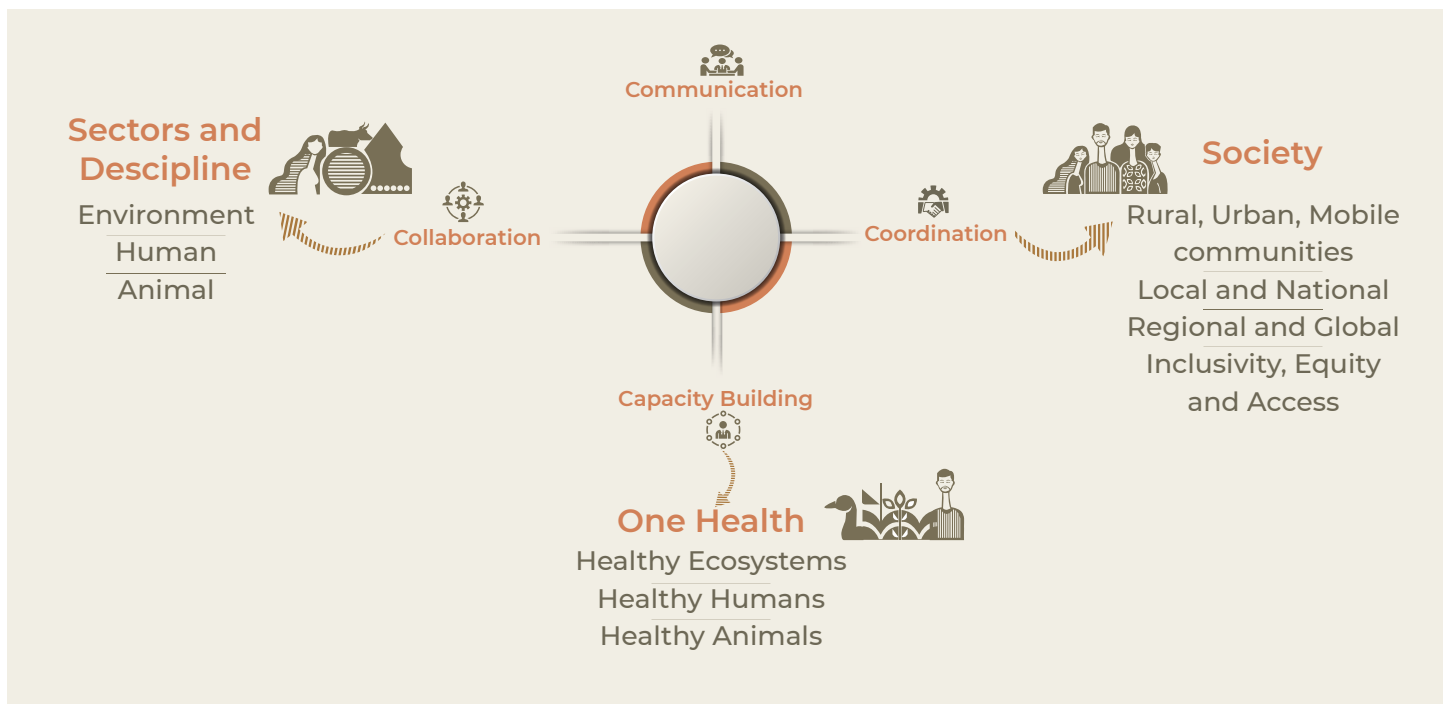 Communication
Sectors and
Descipline
Environment
Human
Animal
Collaboration
Coordination
Society
Rural, Urban, Mobile
communities
Local and National
Regional and Global
Inclusivity, Equity
and Access
Capacity Building
One Health
Healthy Ecosystems
Healthy Humans
Healthy Animals